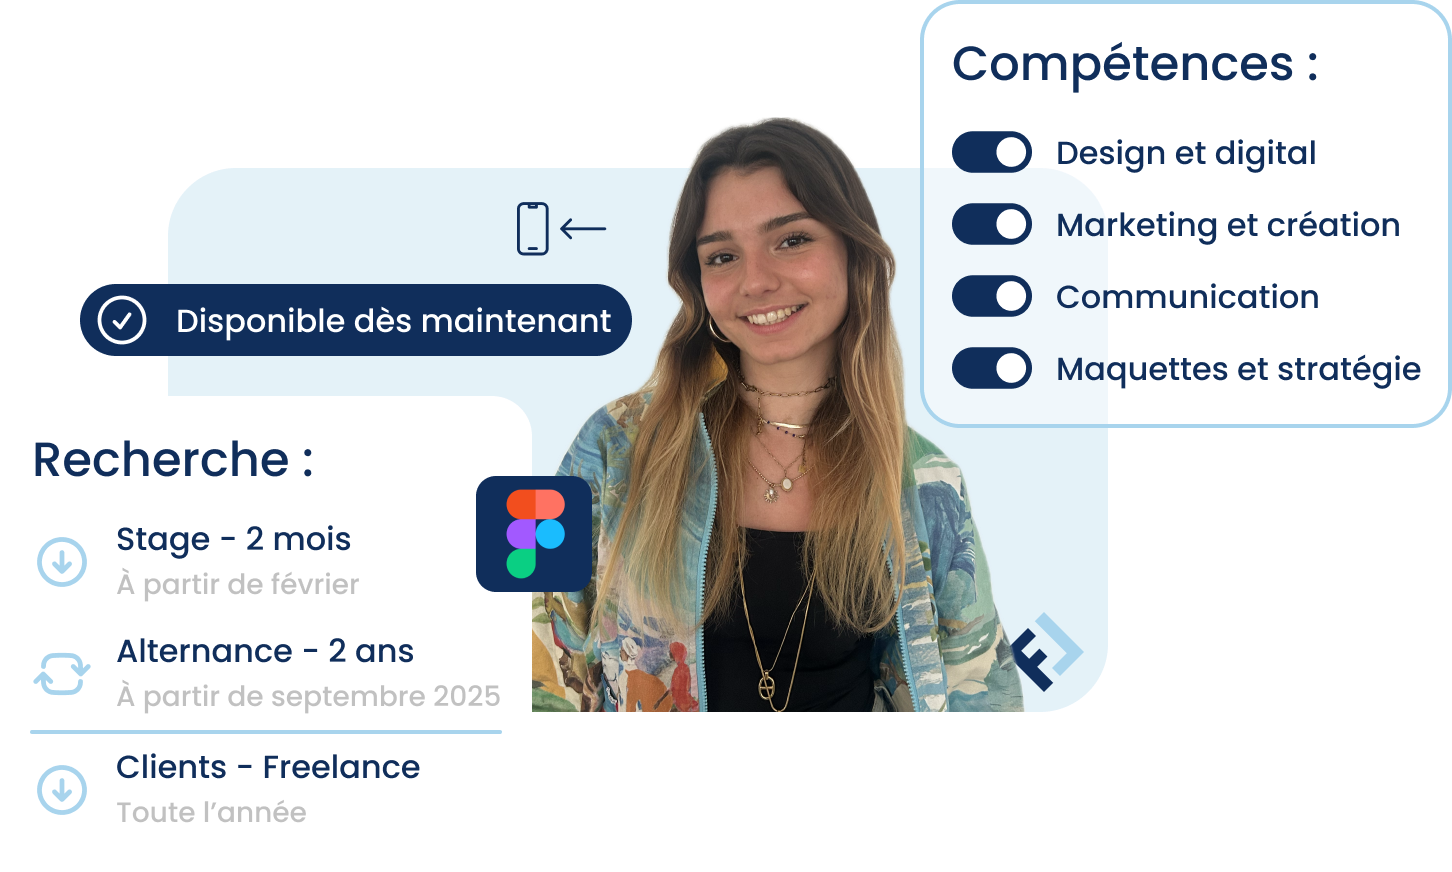 Compétences :
Design et digital
Marketing et création
Communication
Maquettes et stratégie
Disponible dès maintenant
Recherche :
Stage - 2 mois
À partir de février
Alternance - 2 ans
À partir de septembre 2025
Clients - Freelance
Toute l’année